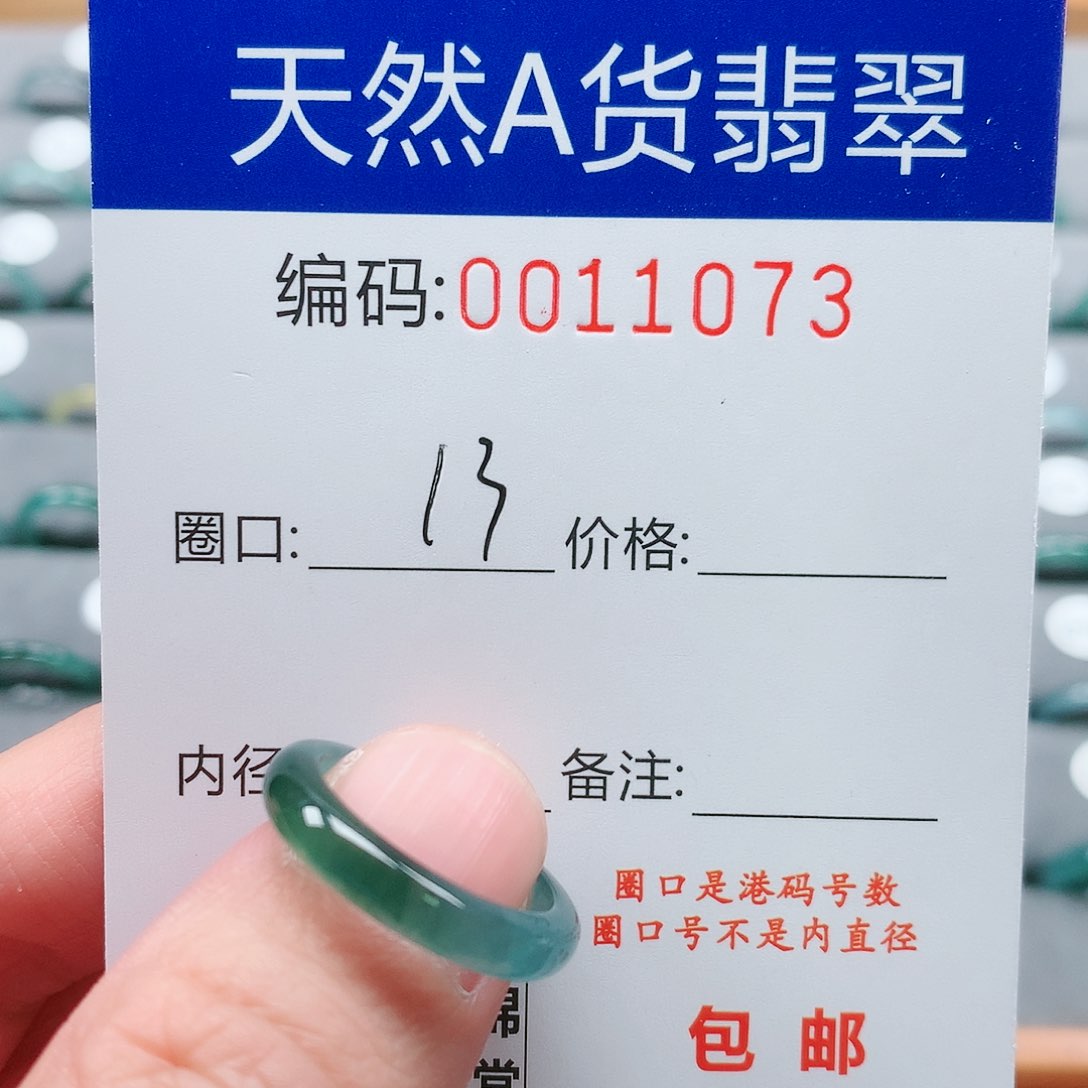 天然A货翡翠
编码:0011073
圈口: 13 价格:
内径 备注:
圈口是港码号数
圈口号不是内直径
包邮